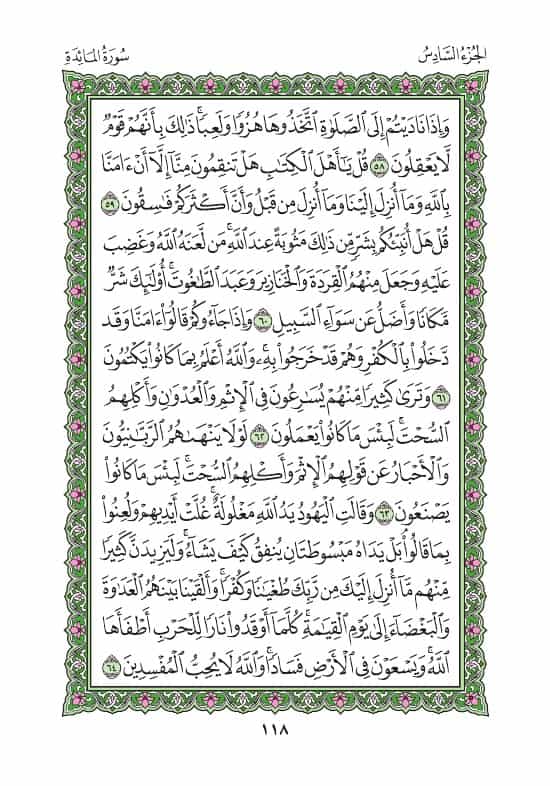 الجُزْءُ السَّادِسُ
سُورَةُ المَائِدَةِ
وَإِذَا نَادَيْتُمْ إِلَى ٱلصَّلَوٰةِ ٱتَّخَذُوهَا هُزُوًا وَلَعِبًاۚ ذَٰلِكَ بِأَنَّهُمْ قَوْمٌ
لَّا يَعْقِلُونَ ٥٨ قُلْ يَٰٓأَهْلَ ٱلْكِتَٰبِ هَلْ تَنقِمُونَ مِنَّآ إِلَّآ أَنْ ءَامَنَّا
بِٱللَّهِ وَمَآ أُنزِلَ إِلَيْنَا وَمَآ أُنزِلَ مِن قَبْلُ وَأَنَّ أَكْثَرَكُمْ فَٰسِقُونَ ٥٩
قُلْ هَلْ أُنَبِّئُكُم بِشَرٍّ مِّن ذَٰلِكَ مَثُوبَةً عِندَ ٱللَّهِۚ مَن لَّعَنَهُ ٱللَّهُ وَغَضِبَ
عَلَيْهِ وَجَعَلَ مِنْهُمُ ٱلْقِرَدَةَ وَٱلْخَنَازِيرَ وَعَبَدَ ٱلطَّٰغُوتَۚ أُو۟لَٰٓئِكَ شَرٌّ
مَّكَانًا وَأَضَلُّ عَن سَوَآءِ ٱلسَّبِيلِ ٦٠ وَإِذَا جَآءُوكُمْ قَالُوٓا۟ ءَامَنَّا وَقَد
دَّخَلُوا۟ بِٱلْكُفْرِ وَهُمْ قَدْ خَرَجُوا۟ بِهِۦۚ وَٱللَّهُ أَعْلَمُ بِمَا كَانُوا۟ يَكْتُمُونَ
٦١ وَتَرَىٰ كَثِيرًا مِّنْهُمْ يُسَٰرِعُونَ فِى ٱلْإِثْمِ وَٱلْعُدْوَٰنِ وَأَكْلِهِمُ
ٱلسُّحْتَۚ لَبِئْسَ مَا كَانُوا۟ يَعْمَلُونَ ٦٢ لَوْلَا يَنْهَىٰهُمُ ٱلرَّبَّٰنِيُّونَ
وَٱلْأَحْبَارُ عَن قَوْلِهِمُ ٱلْإِثْمَ وَأَكْلِهِمُ ٱلسُّحْتَۚ لَبِئْسَ مَا كَانُوا۟
يَصْنَعُونَ ٦٣ وَقَالَتِ ٱلْيَهُودُ يَدُ ٱللَّهِ مَغْلُولَةٌۚ غُلَّتْ أَيْدِيهِمْ وَلُعِنُوا۟
بِمَا قَالُوا۟ۘ بَلْ يَدَاهُ مَبْسُوطَتَانِ يُنفِقُ كَيْفَ يَشَآءُۚ وَلَيَزِيدَنَّ كَثِيرًا
مِّنْهُم مَّآ أُنزِلَ إِلَيْكَ مِن رَّبِّكَ طُغْيَٰنًا وَكُفْرًاۚ وَأَلْقَيْنَا بَيْنَهُمُ ٱلْعَدَٰوَةَ
وَٱلْبَغْضَآءَ إِلَىٰ يَوْمِ ٱلْقِيَٰمَةِۚ كُلَّمَآ أَوْقَدُوا۟ نَارًا لِّلْحَرْبِ أَطْفَأَهَا
ٱللَّهُۚ وَيَسْعَوْنَ فِى ٱلْأَرْضِ فَسَادًاۚ وَٱللَّهُ لَا يُحِبُّ ٱلْمُفْسِدِينَ ٦٤
١١٨